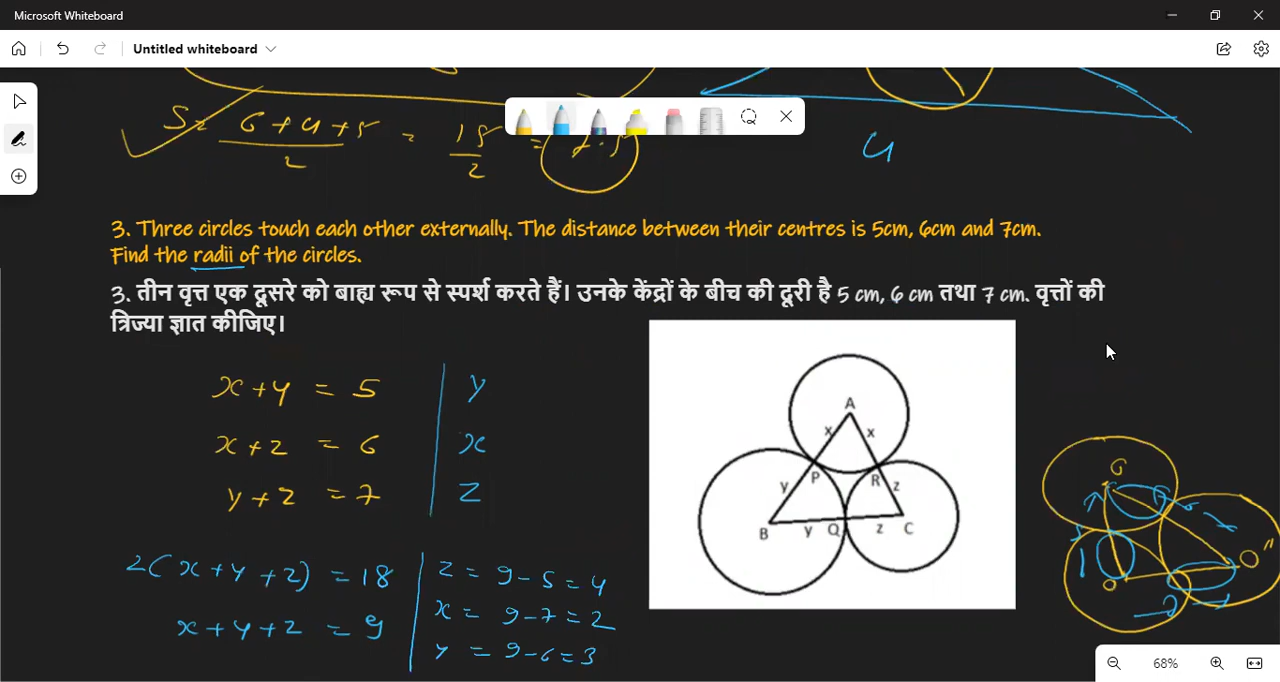 Microsoft Whiteboard
Untitled whiteboard
S = 6 + 4 + 5 / 2 = 15 / 2 = 7.5
4
3. Three circles touch each other externally. The distance between their centres is 5cm, 6cm and 7cm.
Find the radii of the circles.
3. तीन वृत्त एक दूसरे को बाह्य रूप से स्पर्श करते हैं। उनके केंद्रों के बीच की दूरी है 5 cm, 6 cm तथा 7 cm. वृत्तों की
त्रिज्या ज्ञात कीजिए।
x + y = 5
y
x + z = 6
x
y + z = 7
z
2(x + y + z) = 18
z = 9 - 5 = 4
x + y + z = 9
x = 9 - 7 = 2
y = 9 - 6 = 3
A
x x
P R
y z
B y Q z C
68%